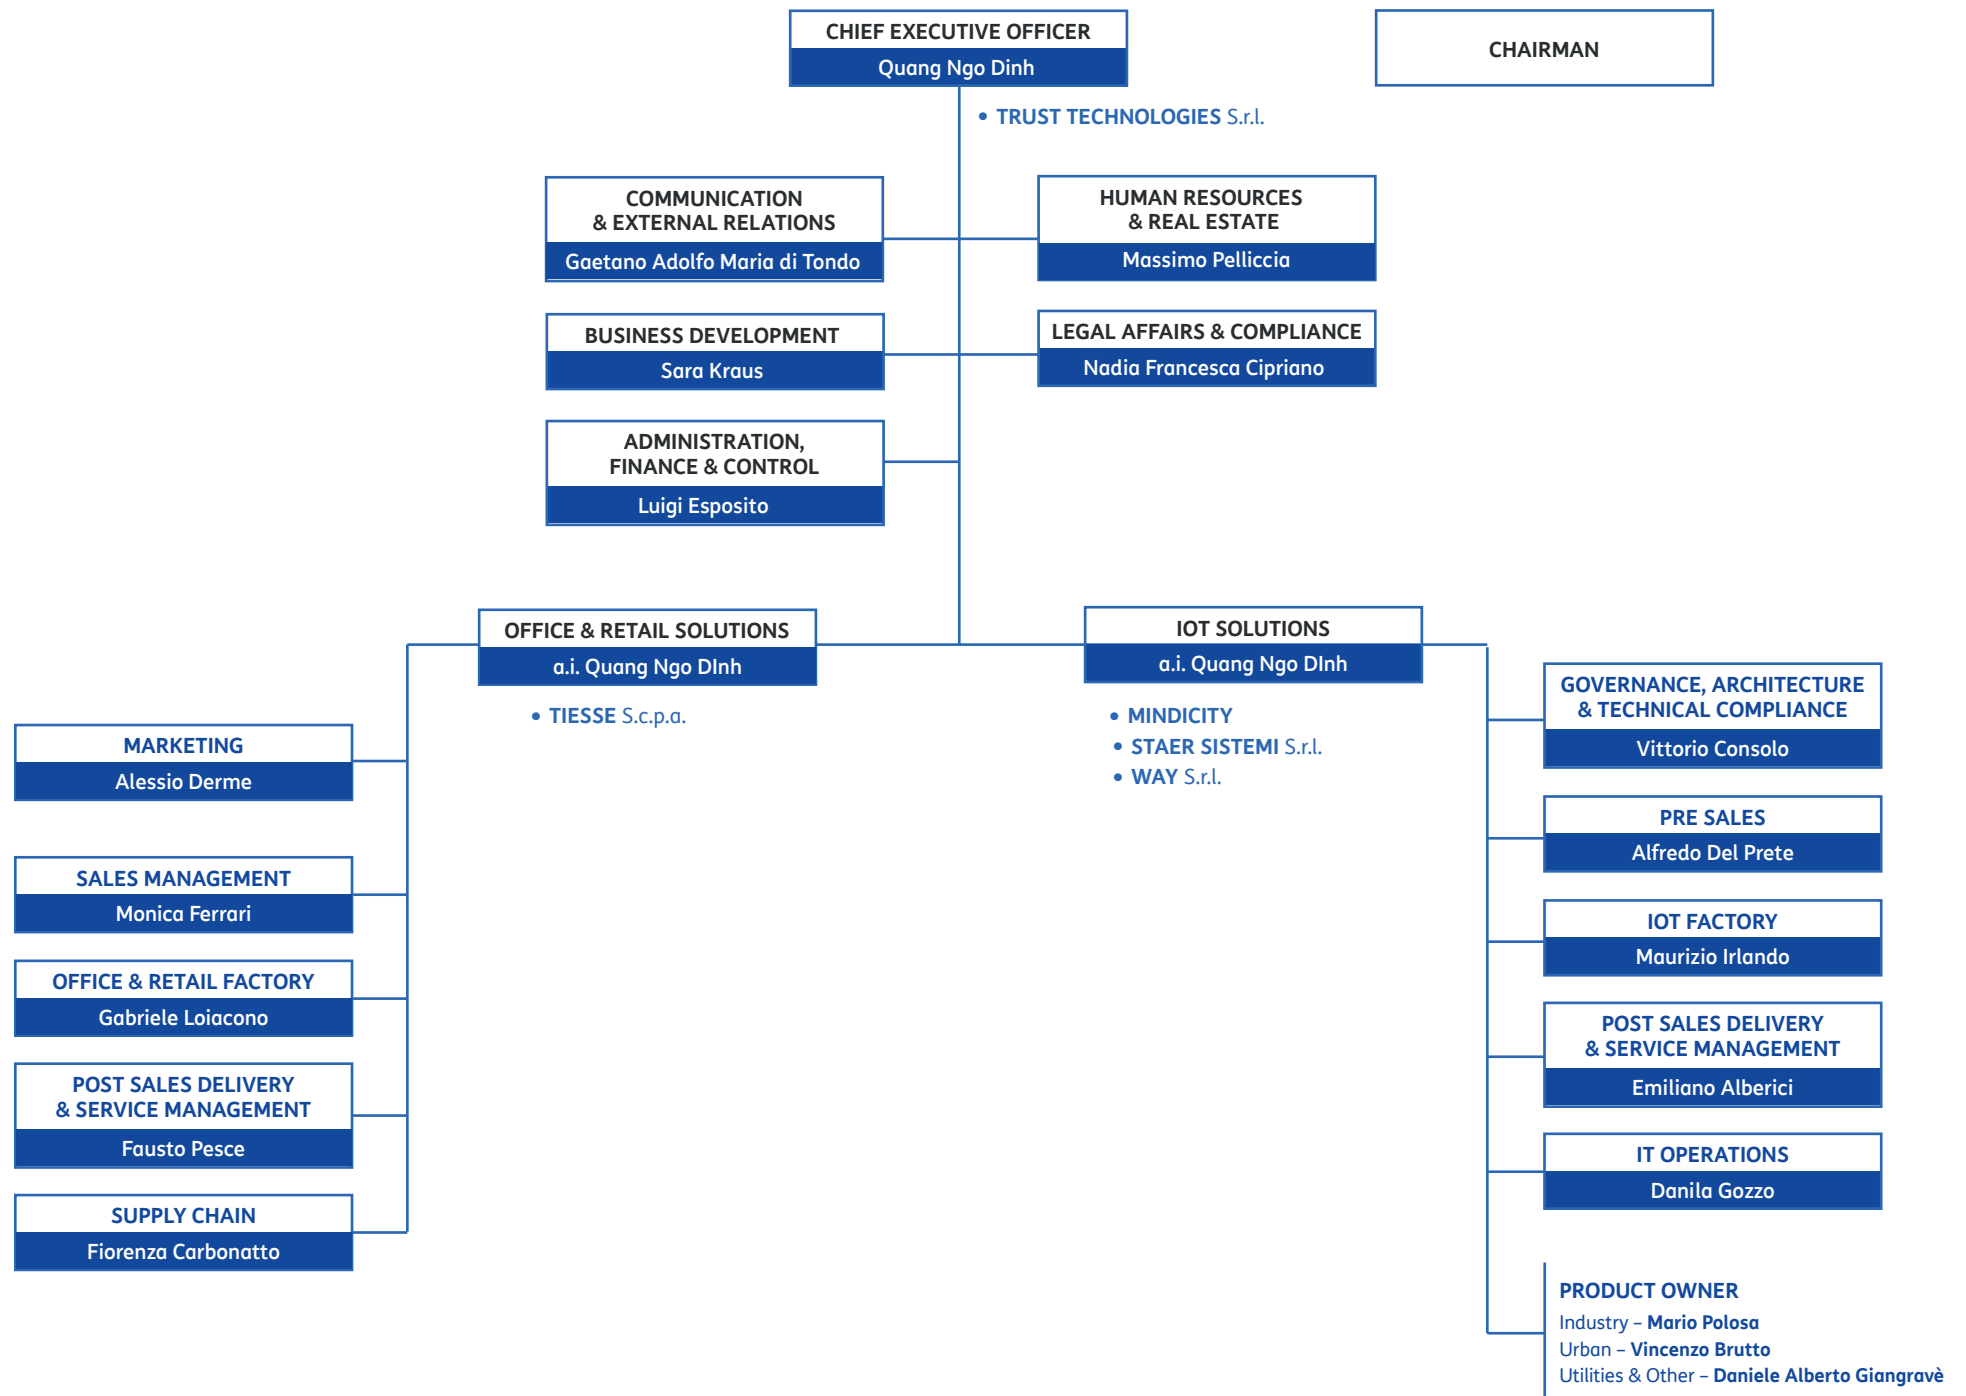 CHIEF EXECUTIVE OFFICER
Quang Ngo Dinh
CHAIRMAN
• TRUST TECHNOLOGIES S.r.l.
COMMUNICATION
& EXTERNAL RELATIONS
Gaetano Adolfo Maria di Tondo
HUMAN RESOURCES
& REAL ESTATE
Massimo Pelliccia
BUSINESS DEVELOPMENT
Sara Kraus
LEGAL AFFAIRS & COMPLIANCE
Nadia Francesca Cipriano
ADMINISTRATION,
FINANCE & CONTROL
Luigi Esposito
OFFICE & RETAIL SOLUTIONS
a.i. Quang Ngo DInh
• TIESSE S.c.p.a.
IOT SOLUTIONS
a.i. Quang Ngo DInh
• MINDICITY
• STAER SISTEMI S.r.l.
• WAY S.r.l.
MARKETING
Alessio Derme
SALES MANAGEMENT
Monica Ferrari
OFFICE & RETAIL FACTORY
Gabriele Loiacono
POST SALES DELIVERY
& SERVICE MANAGEMENT
Fausto Pesce
SUPPLY CHAIN
Fiorenza Carbonatto
GOVERNANCE, ARCHITECTURE
& TECHNICAL COMPLIANCE
Vittorio Consolo
PRE SALES
Alfredo Del Prete
IOT FACTORY
Maurizio Irlando
POST SALES DELIVERY
& SERVICE MANAGEMENT
Emiliano Alberici
IT OPERATIONS
Danila Gozzo
PRODUCT OWNER
Industry – Mario Polosa
Urban – Vincenzo Brutto
Utilities & Other – Daniele Alberto Giangravè